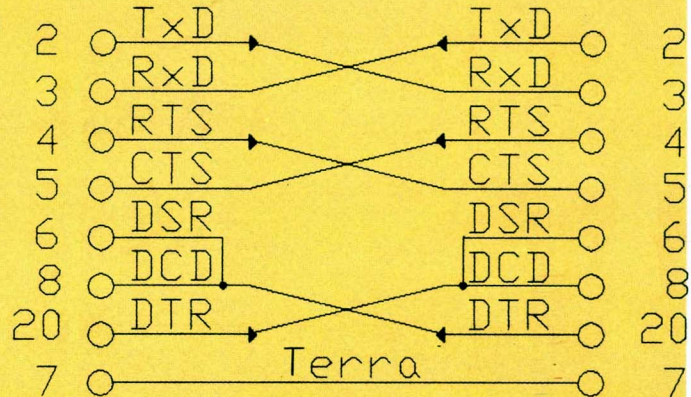 2 TxD TxD 2
3 RxD RxD 3
4 RTS RTS 4
5 CTS CTS 5
6 DSR DSR 6
8 DCD DCD 8
20 DTR DTR 20
7 Terra 7